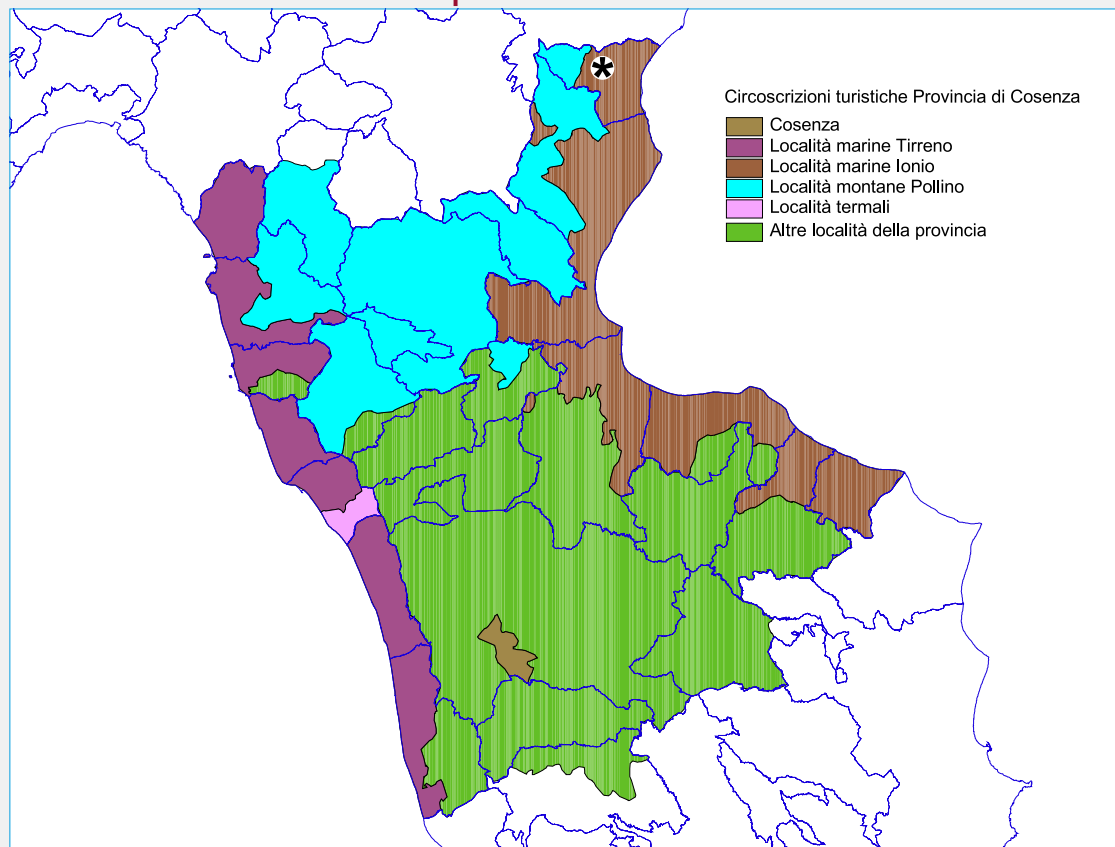 Circoscrizioni turistiche Provincia di Cosenza
Cosenza
Località marine Tirreno
Località marine Ionio
Località montane Pollino
Località termali
Altre località della provincia